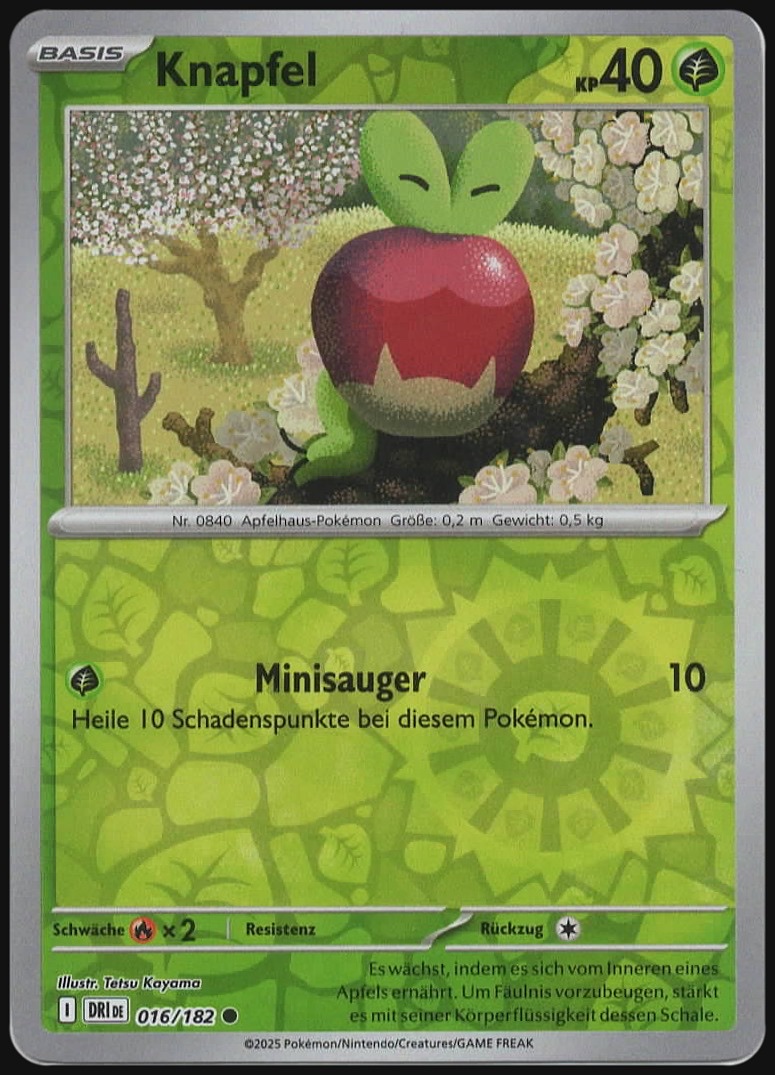 BASIS
Knapfel
KP 40
Nr. 0840 Apfelhaus-Pokémon Größe: 0,2 m Gewicht: 0,5 kg
Minisauger 10
Heile 10 Schadenspunkte bei diesem Pokémon.
Schwäche ×2 Resistenz Rückzug
Illustr. Tetsu Kayama
I DRI DE 016/182
Es wächst, indem es sich vom Inneren eines
Apfels ernährt. Um Fäulnis vorzubeugen, stärkt
es mit seiner Körperflüssigkeit dessen Schale.
©2025 Pokémon/Nintendo/Creatures/GAME FREAK